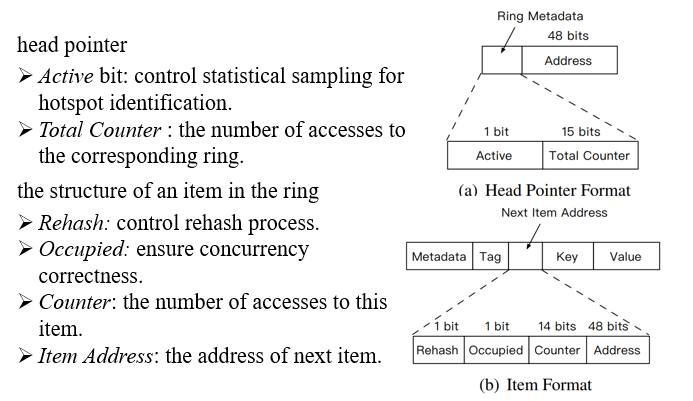 head pointer
➢ Active bit: control statistical sampling for
hotspot identification.
➢ Total Counter : the number of accesses to
the corresponding ring.
the structure of an item in the ring
➢ Rehash: control rehash process.
➢ Occupied: ensure concurrency
correctness.
➢ Counter: the number of accesses to this
item.
➢ Item Address: the address of next item.
Ring Metadata
48 bits
Address
1 bit 15 bits
Active Total Counter
(a) Head Pointer Format
Next Item Address
Metadata Tag Key Value
1 bit 1 bit 14 bits 48 bits
Rehash Occupied Counter Address
(b) Item Format